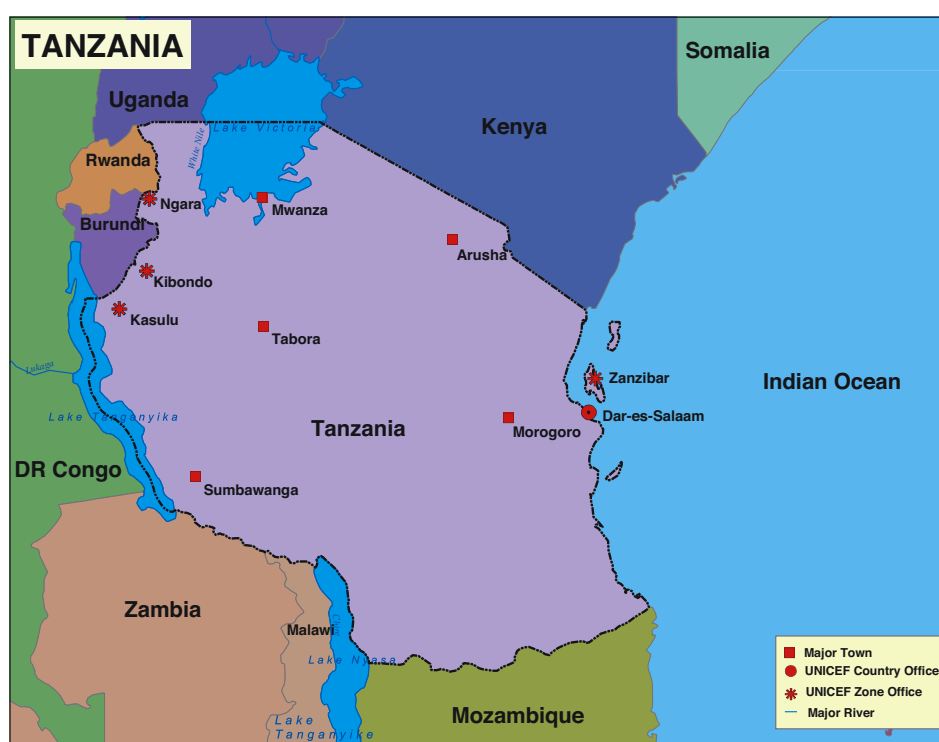 TANZANIA
Somalia
Uganda
Kenya
Lake Victoria
White Nile
Rwanda
Ngara
Mwanza
Burundi
Arusha
Kibondo
Kasulu
Tabora
Lukaga
Zanzibar
Indian Ocean
Lake Tanganyika
Tanzania
Morogoro
Dar-es-Salaam
DR Congo
Sumbawanga
Zambia
Malawi
Lake Nyasa
Mozambique
Lake
Tanganyike
Major Town
UNICEF Country Office
UNICEF Zone Office
Major River